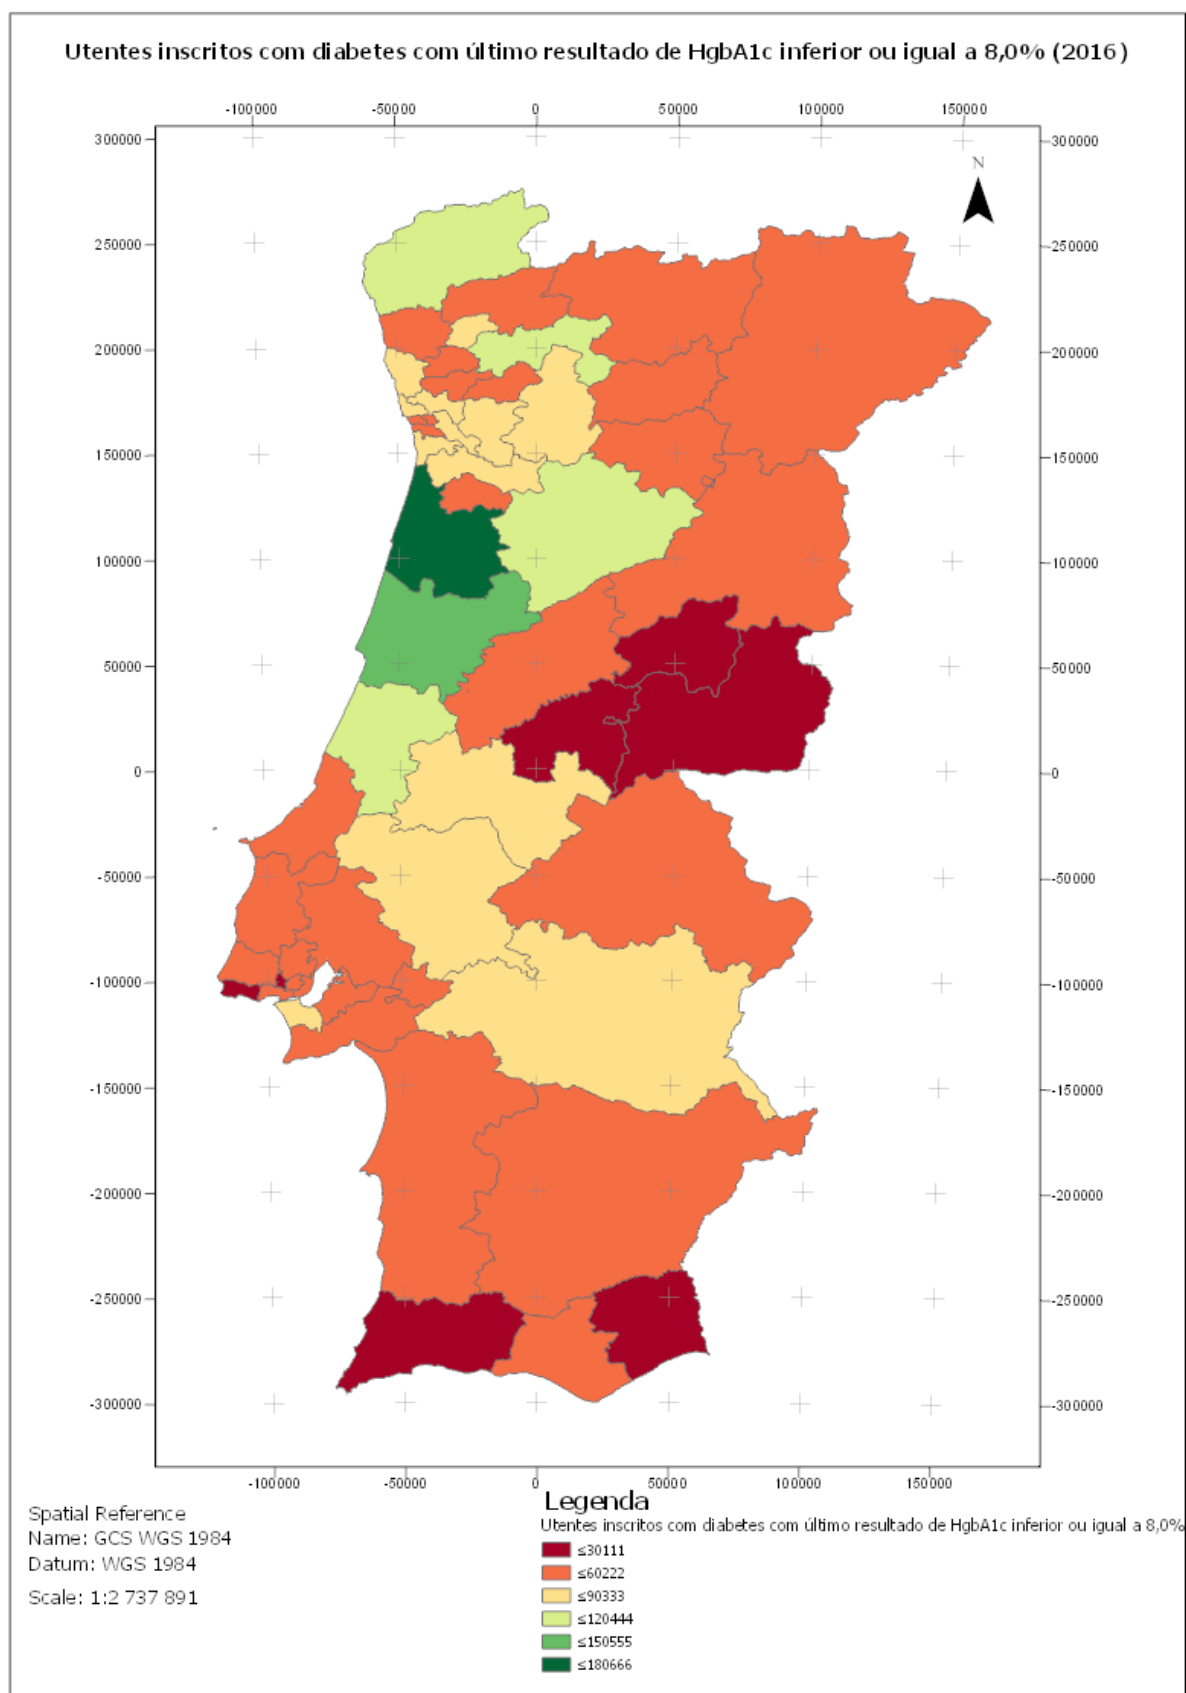 Utentes inscritos com diabetes com último resultado de HgbA1c inferior ou igual a 8,0% (2016)
-100000 -50000 0 50000 100000 150000
300000 300000
N
250000 250000
200000 200000
150000 150000
100000 100000
50000 50000
0 0
-50000 -50000
-100000 -100000
-150000 -150000
-200000 -200000
-250000 -250000
-300000 -300000
-100000 -50000 0 50000 100000 150000
Legenda
Utentes inscritos com diabetes com último resultado de HgbA1c inferior ou igual a 8,0%
≤30111
≤60222
≤90333
≤120444
≤150555
≤180666
Spatial Reference
Name: GCS WGS 1984
Datum: WGS 1984
Scale: 1:2 737 891